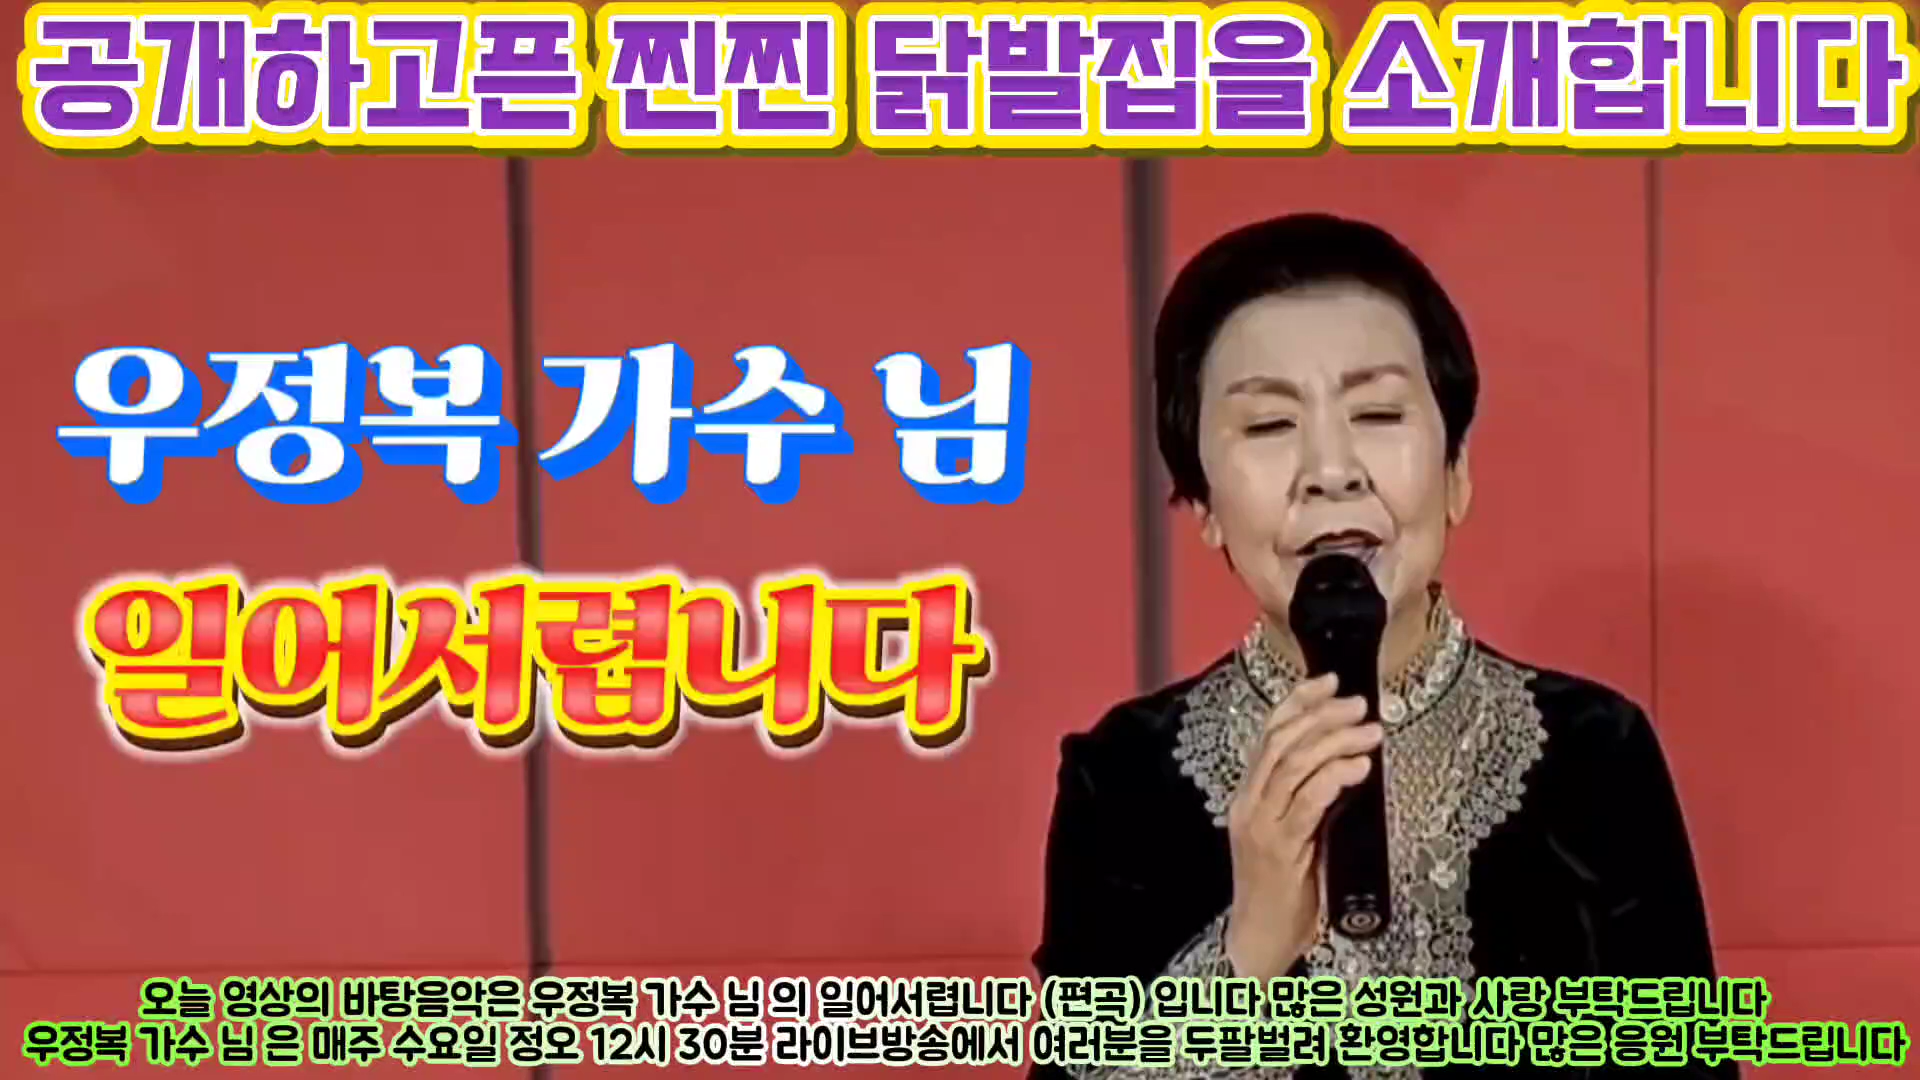 공개하고픈 찐찐 닭발집을 소개합니다
우정복 가수 님
일어서렵니다
오늘 영상의 바탕음악은 우정복 가수 님 의 일어서렵니다 (편곡) 입니다 많은 성원과 사랑 부탁드립니다
우정복 가수 님 은 매주 수요일 정오 12시 30분 라이브방송에서 여러분을 두팔벌려 환영합니다 많은 응원 부탁드립니다